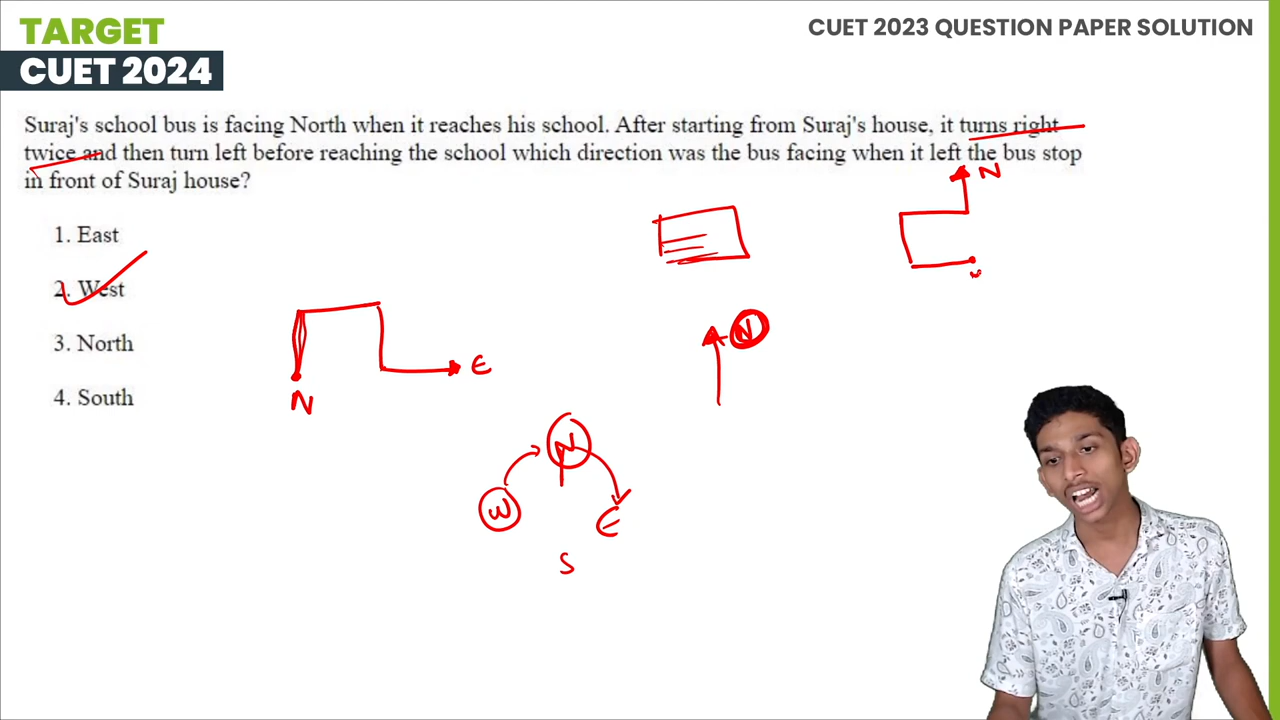 TARGET
CUET 2024
CUET 2023 QUESTION PAPER SOLUTION
Suraj's school bus is facing North when it reaches his school. After starting from Suraj's house, it turns right
twice and then turn left before reaching the school which direction was the bus facing when it left the bus stop
in front of Suraj house?
1. East
2. West
3. North
4. South
N
N
E
N
N
W
E
S